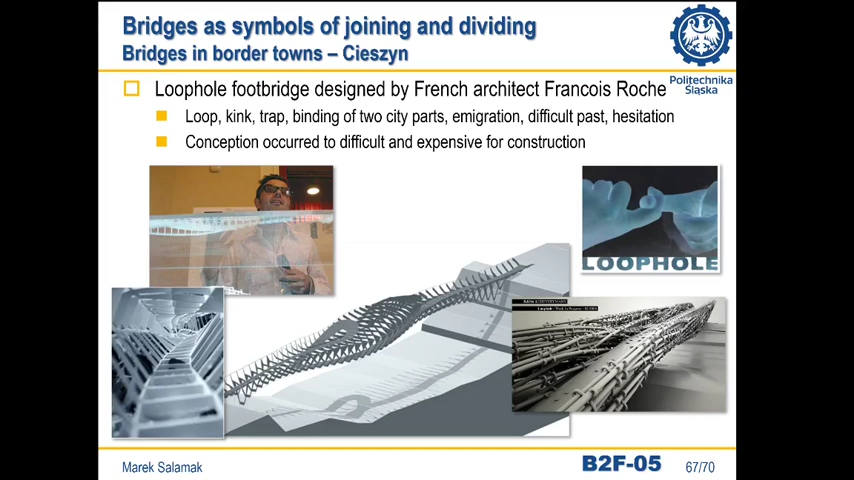 Bridges as symbols of joining and dividing
Bridges in border towns – Cieszyn
Politechnika
Śląska
Loophole footbridge designed by French architect Francois Roche
Loop, kink, trap, binding of two city parts, emigration, difficult past, hesitation
Conception occurred to difficult and expensive for construction
LOOPHOLE
Marek Salamak
B2F-05
67/70